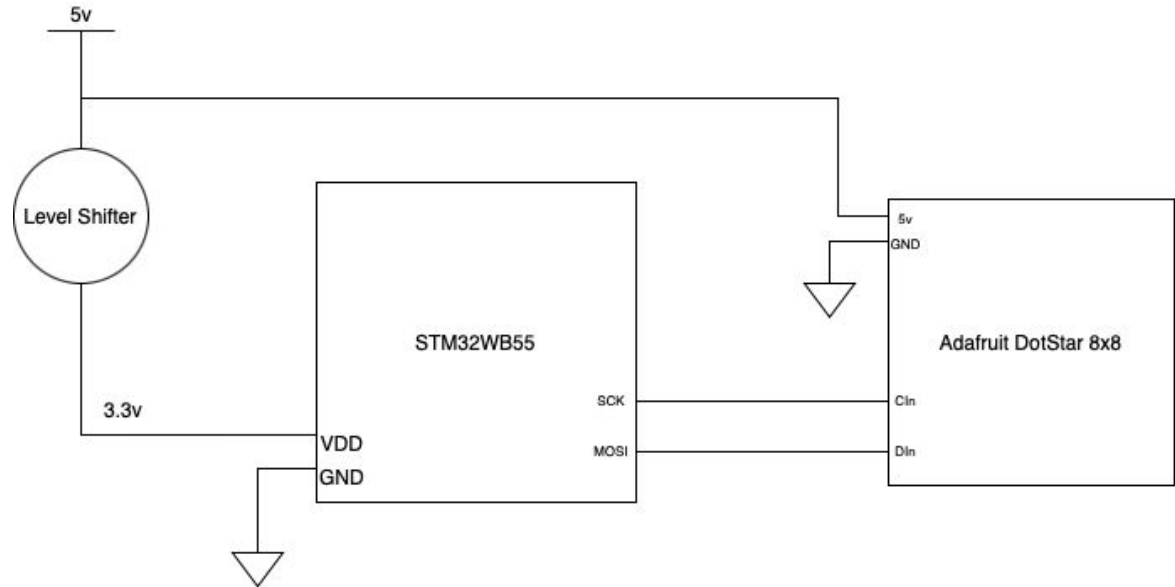 5v
Level Shifter
3.3v
STM32WB55
VDD
GND
SCK
MOSI
5v
GND
Adafruit DotStar 8x8
CIn
DIn